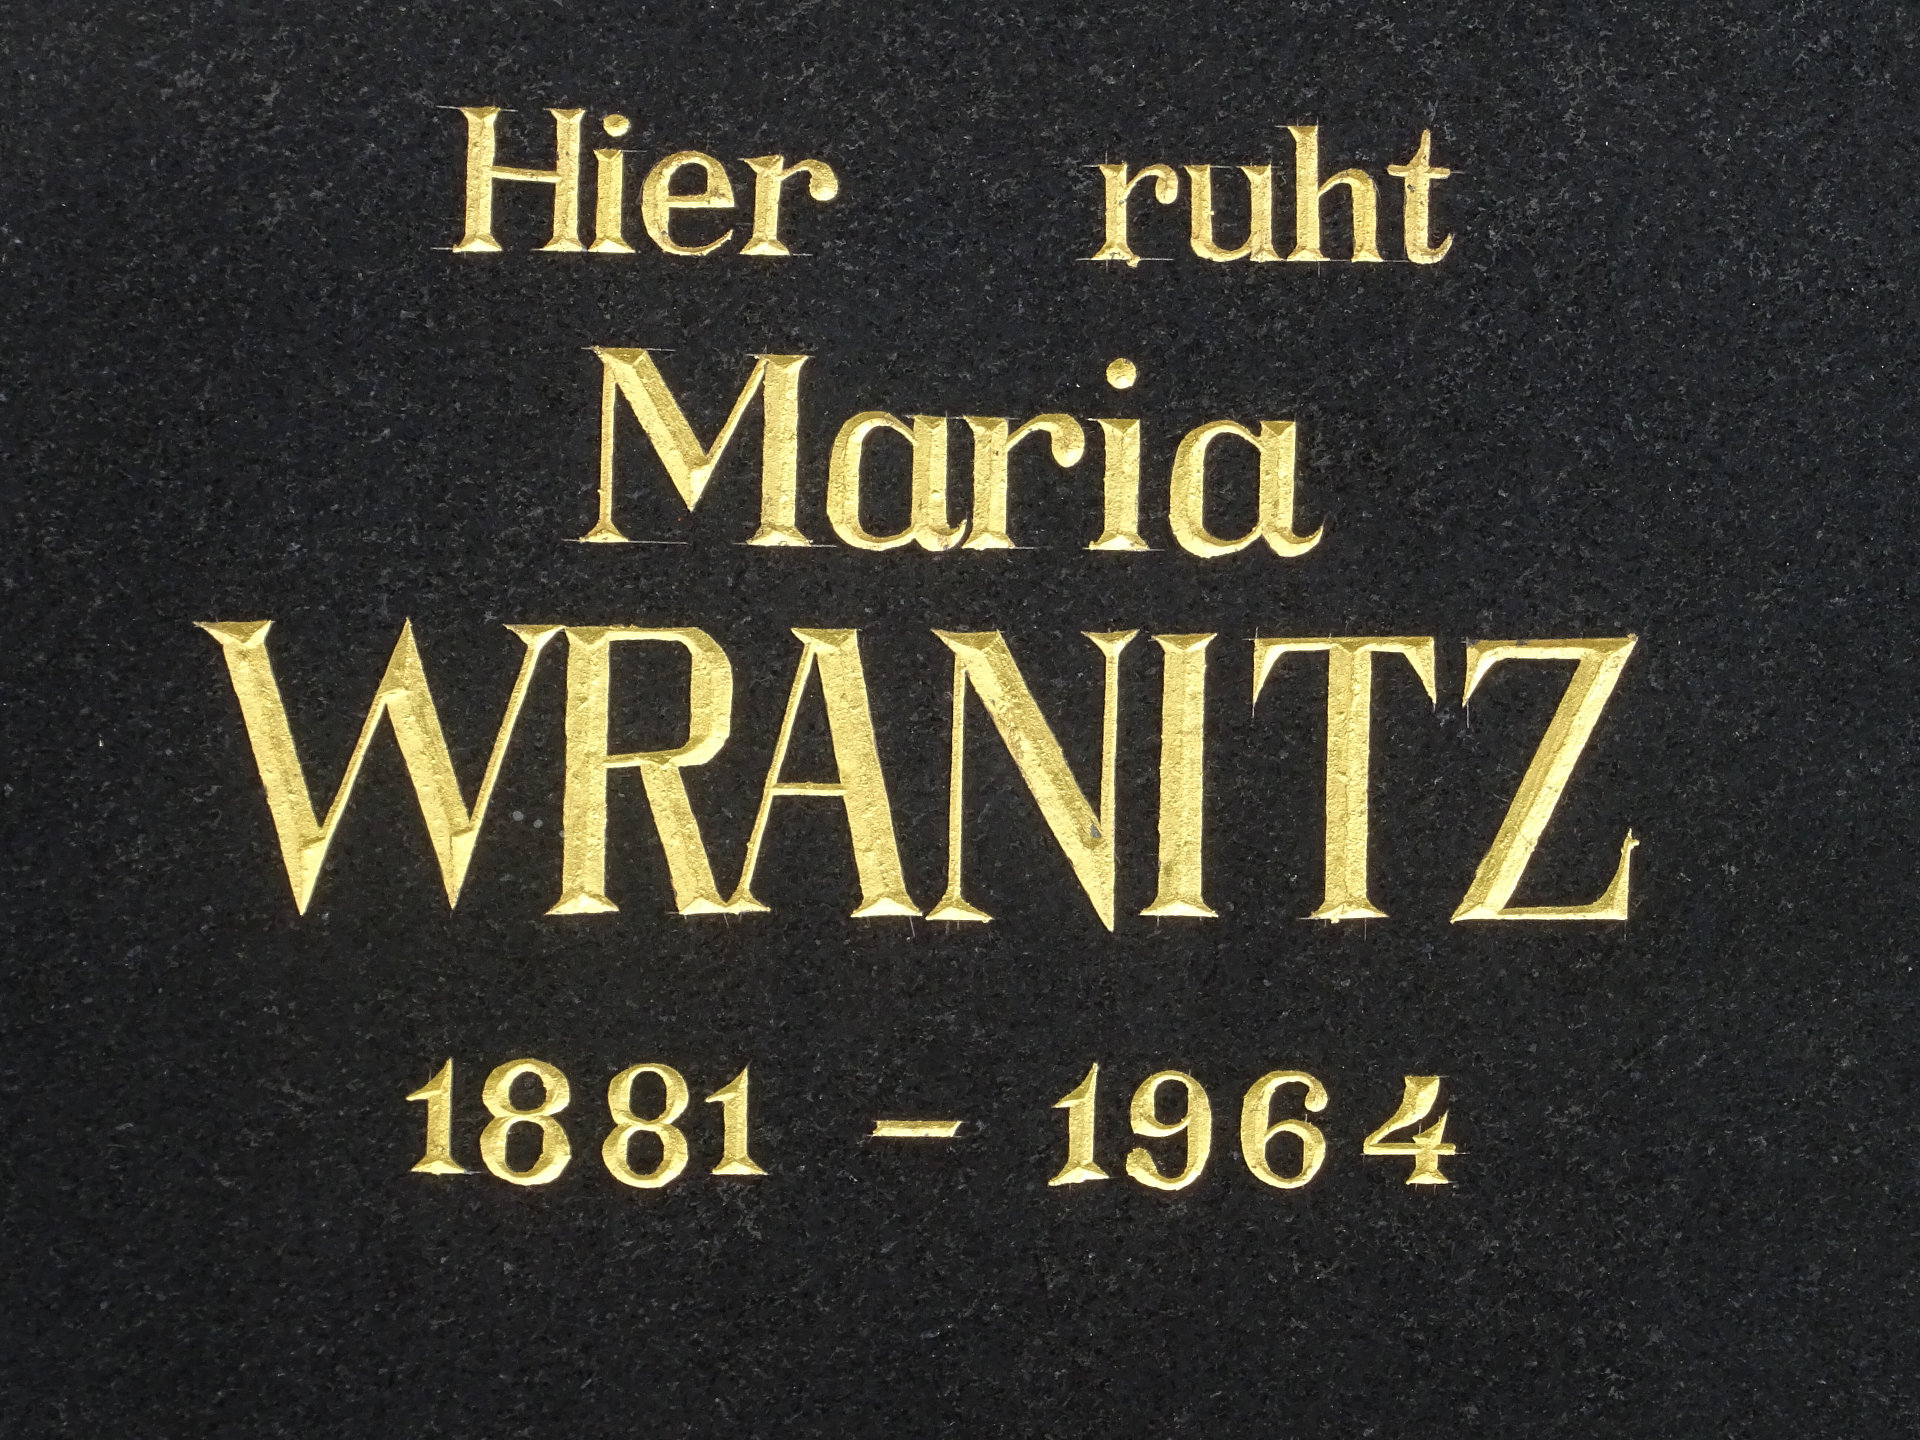 Hier ruht
Maria
WRANITZ
1881 - 1964